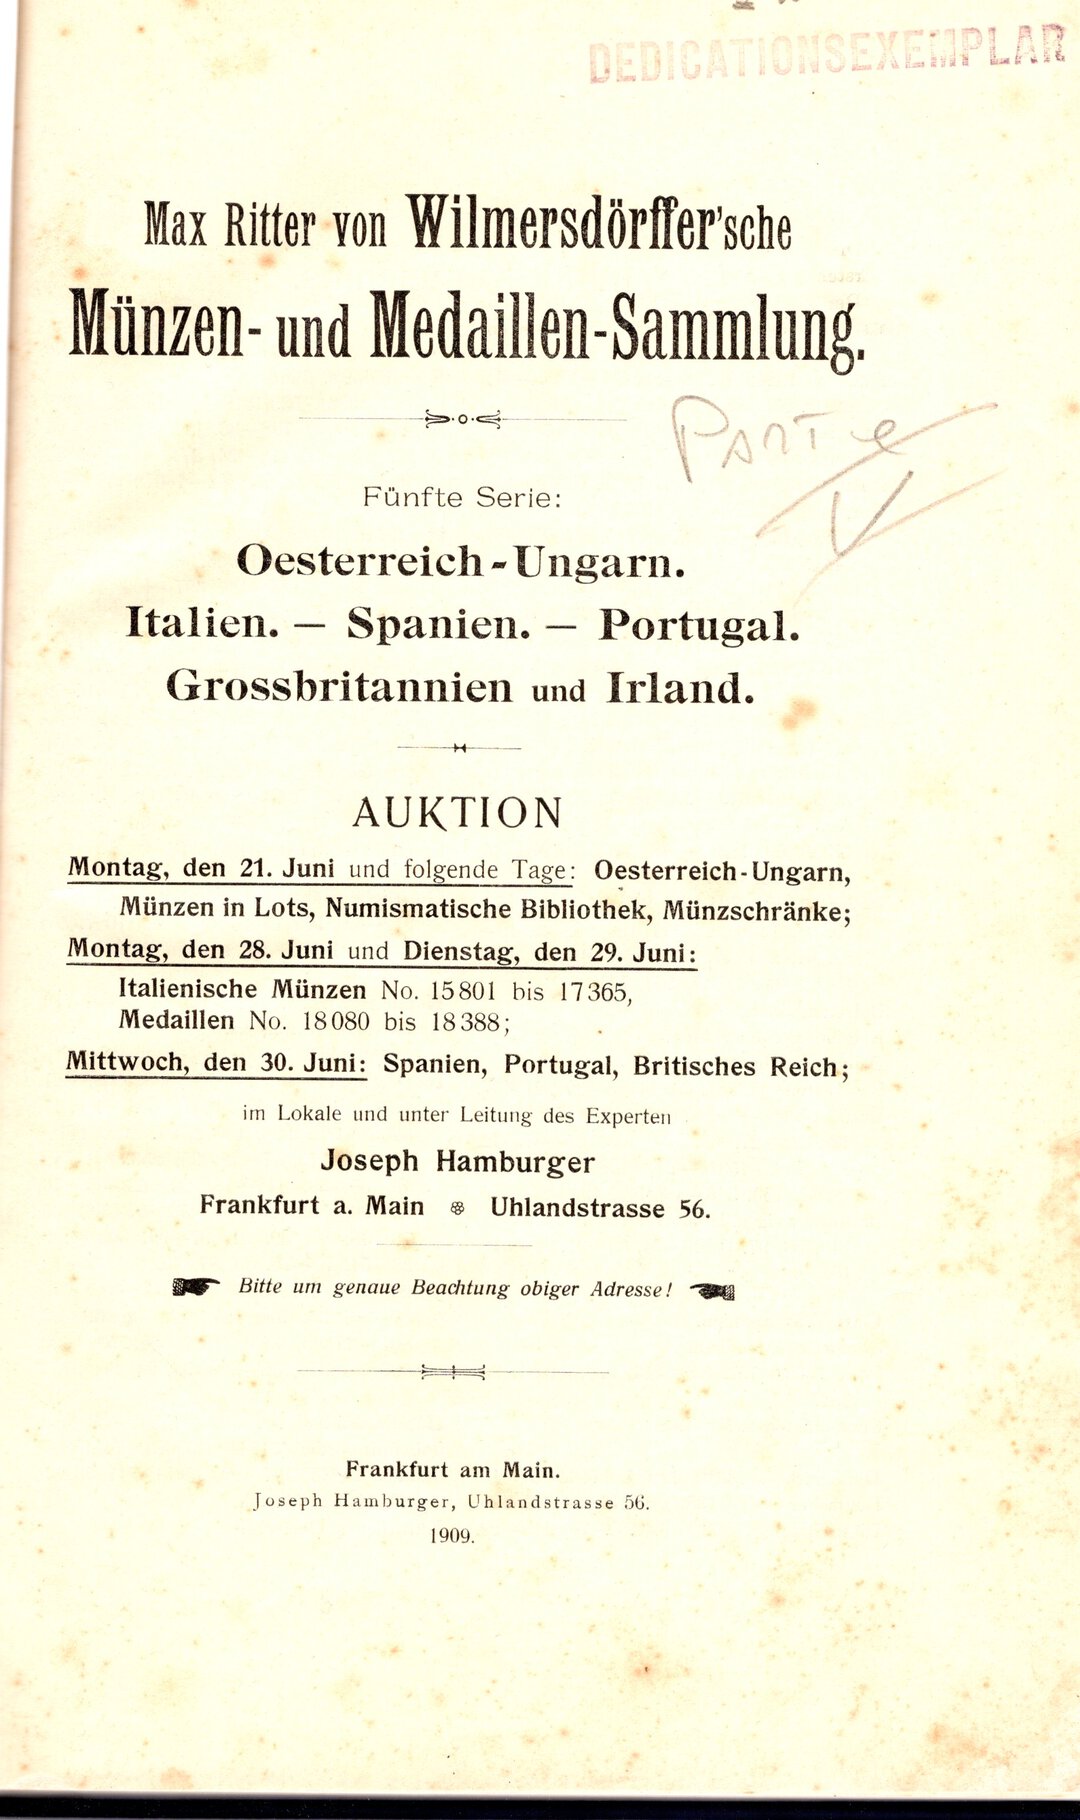 DEDICATIONSEXEMPLAR
Max Ritter von Wilmersdörffer'sche
Münzen- und Medaillen-Sammlung.
Parte
V
Fünfte Serie:
Oesterreich-Ungarn.
Italien. — Spanien. — Portugal.
Grossbritannien und Irland.
AUKTION
Montag, den 21. Juni und folgende Tage: Oesterreich-Ungarn,
Münzen in Lots, Numismatische Bibliothek, Münzschränke;
Montag, den 28. Juni und Dienstag, den 29. Juni:
Italienische Münzen No. 15801 bis 17365,
Medaillen No. 18080 bis 18388;
Mittwoch, den 30. Juni: Spanien, Portugal, Britisches Reich;
im Lokale und unter Leitung des Experten
Joseph Hamburger
Frankfurt a. Main Uhlandstrasse 56.
Bitte um genaue Beachtung obiger Adresse!
Frankfurt am Main.
Joseph Hamburger, Uhlandstrasse 56.
1909.